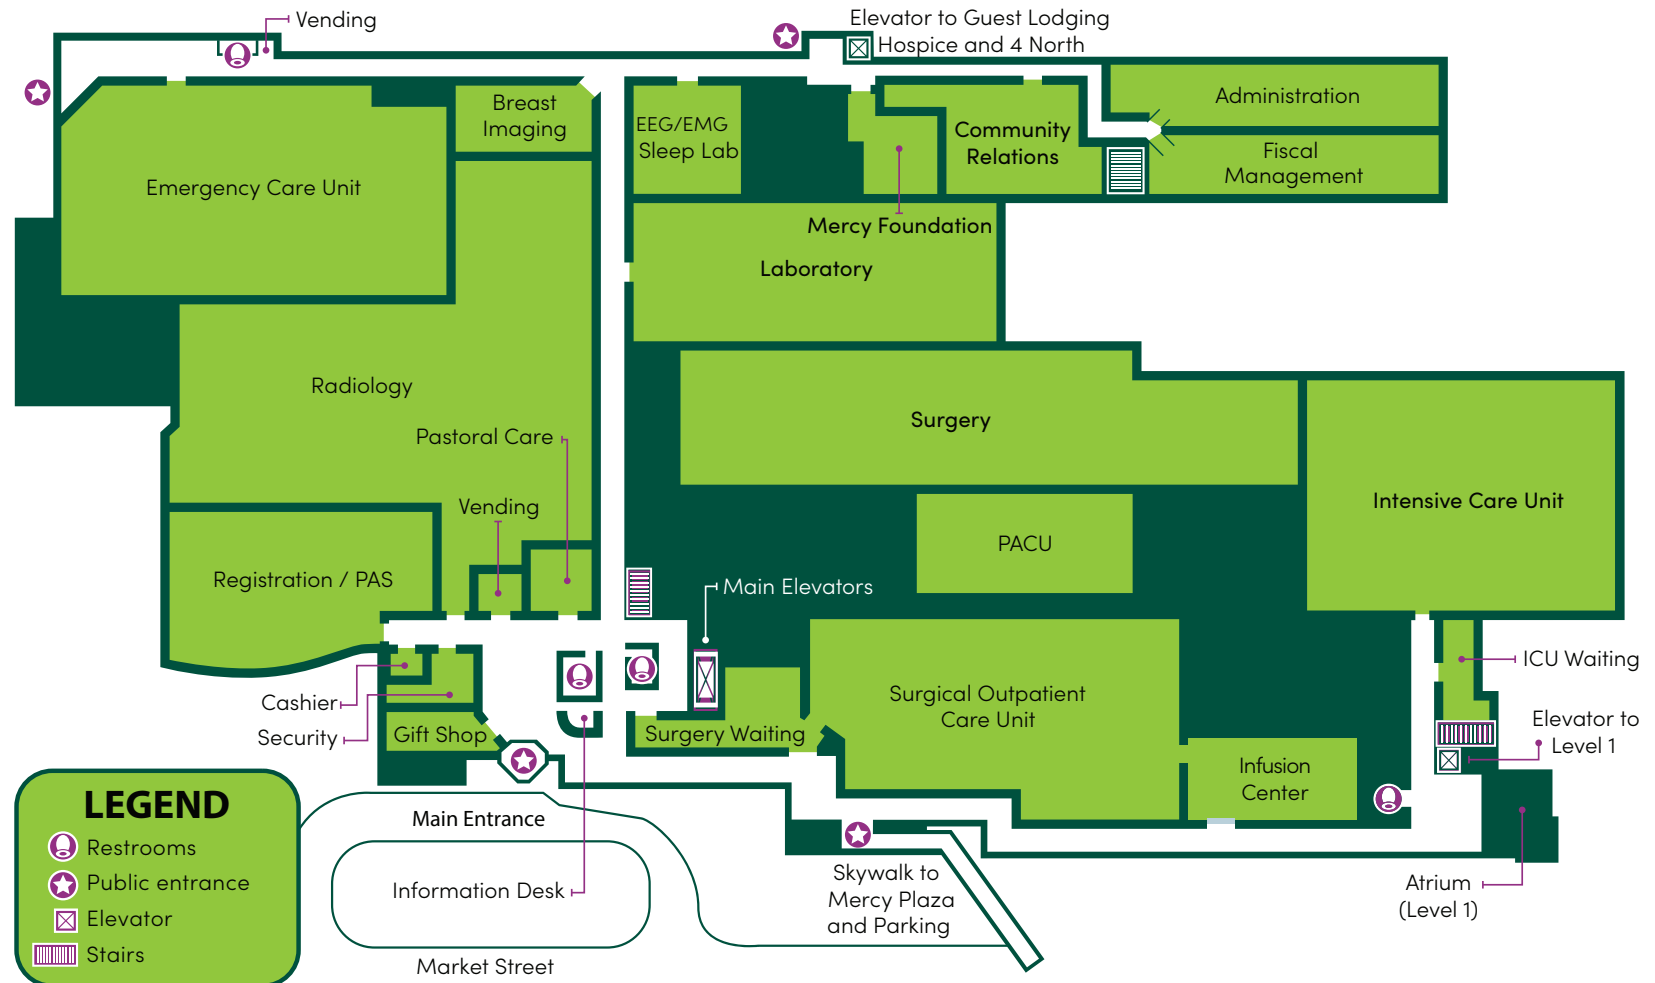 Vending
Elevator to Guest Lodging
Hospice and 4 North
Breast
Imaging
EEG/EMG
Sleep Lab
Community
Relations
Administration
Fiscal
Management
Emergency Care Unit
Mercy Foundation
Laboratory
Radiology
Pastoral Care
Vending
Surgery
Intensive Care Unit
PACU
Registration / PAS
Main Elevators
Cashier
Security
Gift Shop
Surgery Waiting
Surgical Outpatient
Care Unit
Infusion
Center
ICU Waiting
Elevator to
Level 1
Main Entrance
Information Desk
Market Street
Skywalk to
Mercy Plaza
and Parking
Atrium
(Level 1)
LEGEND
Restrooms
Public entrance
Elevator
Stairs